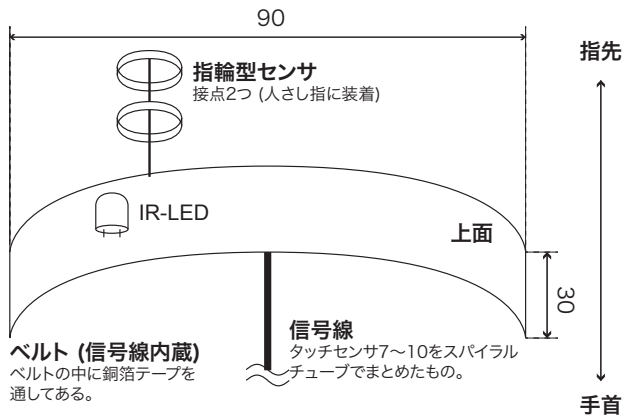 90
指先
指輪型センサ
接点2つ (人さし指に装着)
IR-LED
上面
30
信号線
タッチセンサ7〜10をスパイラル
チューブでまとめたもの。
ベルト (信号線内蔵)
ベルトの中に銅箔テープを
通してある。
手首